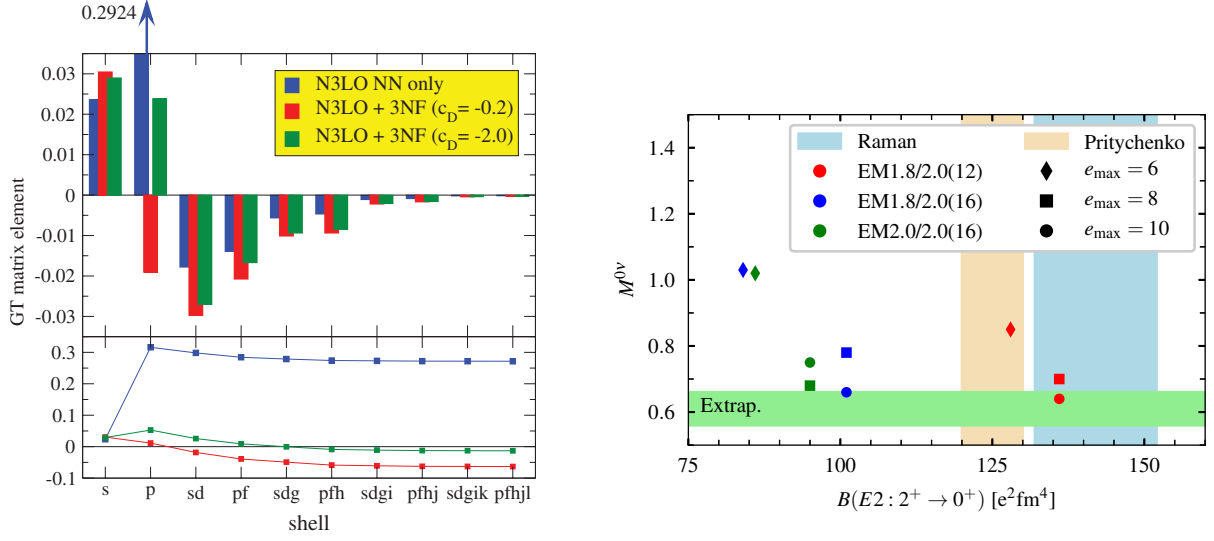 0.2924
GT matrix element
0.03
0.02
0.01
0
-0.01
-0.02
-0.03
N3LO NN only
N3LO + 3NF (c_D= -0.2)
N3LO + 3NF (c_D= -2.0)
0.3
0.2
0.1
0
-0.1
s p sd pf sdg pfh sdgi pfhj sdgik pfhjl
shell
M^{0ν}
1.4
1.2
1.0
0.8
0.6
Raman
EM1.8/2.0(12)
EM1.8/2.0(16)
EM2.0/2.0(16)
Pritychenko
e_max = 6
e_max = 8
e_max = 10
Extrap.
75 100 125 150
B(E2 : 2⁺ → 0⁺) [e²fm⁴]